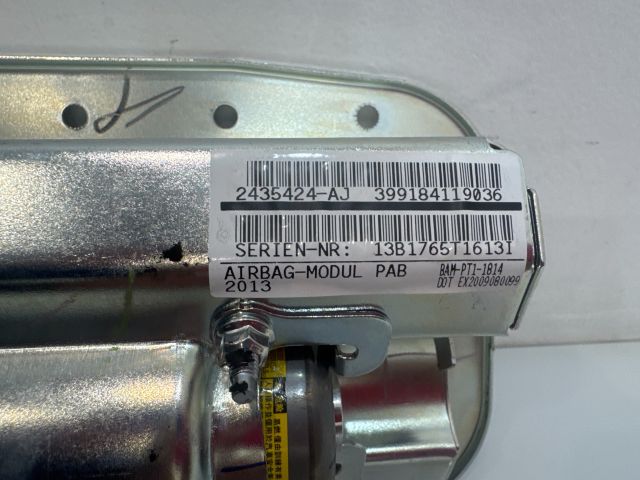 2435424-AJ 399184119036
SERIEN-NR: 13B1765T1613I
AIRBAG-MODUL PAB BAM-PT1-1814
2013 DOT EX2009080099